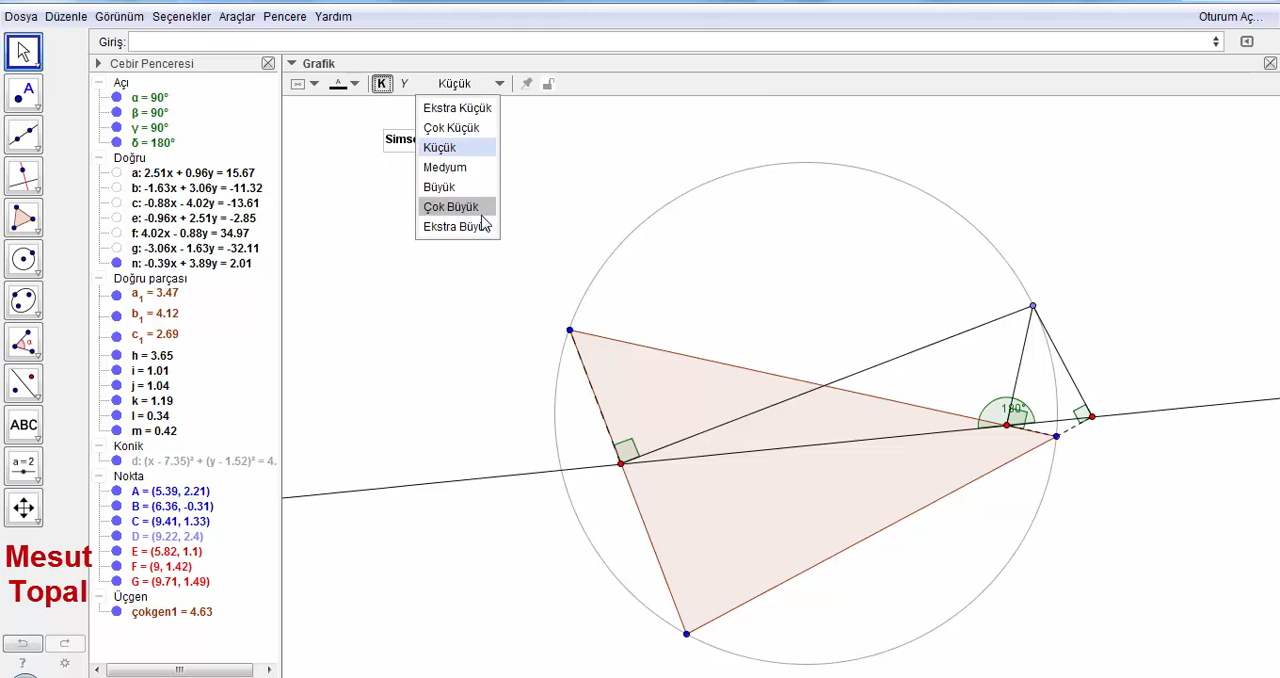 Dosya Düzenle Görünüm Seçenekler Araçlar Pencere Yardım
Oturum Aç...
Giriş:
Cebir Penceresi
Grafik
A K Y Küçük
Ekstra Küçük
Çok Küçük
Küçük
Medyum
Büyük
Çok Büyük
Ekstra Büyük
Açı
α = 90°
β = 90°
γ = 90°
δ = 180°
Doğru
a: 2.51x + 0.96y = 15.67
b: -1.63x + 3.06y = -11.32
c: -0.88x - 4.02y = -13.61
e: -0.96x + 2.51y = -2.85
f: 4.02x - 0.88y = 34.97
g: -3.06x - 1.63y = -32.11
n: -0.39x + 3.89y = 2.01
Doğru parçası
a₁ = 3.47
b₁ = 4.12
c₁ = 2.69
h = 3.65
i = 1.01
j = 1.04
k = 1.19
l = 0.34
m = 0.42
Konik
d: (x - 7.35)² + (y - 1.52)² = 4.
Nokta
A = (5.39, 2.21)
B = (6.36, -0.31)
C = (9.41, 1.33)
D = (9.22, 2.4)
E = (5.82, 1.1)
F = (9, 1.42)
G = (9.71, 1.49)
Üçgen
çokgen1 = 4.63
A
α
ABC
a = 2
Mesut
Topal
?
Sims
180°